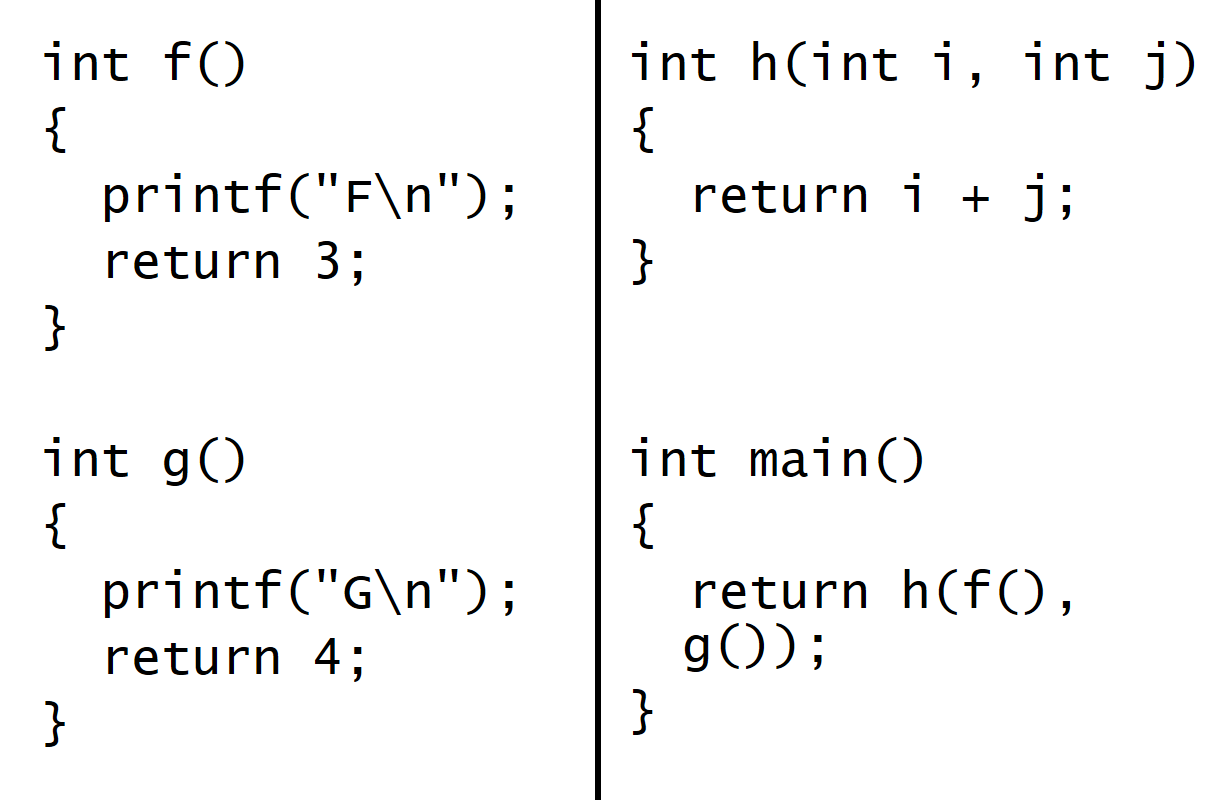 int f()
{
  printf("F\n");
  return 3;
}

int g()
{
  printf("G\n");
  return 4;
}

int h(int i, int j)
{
  return i + j;
}

int main()
{
  return h(f(),
  g());
}